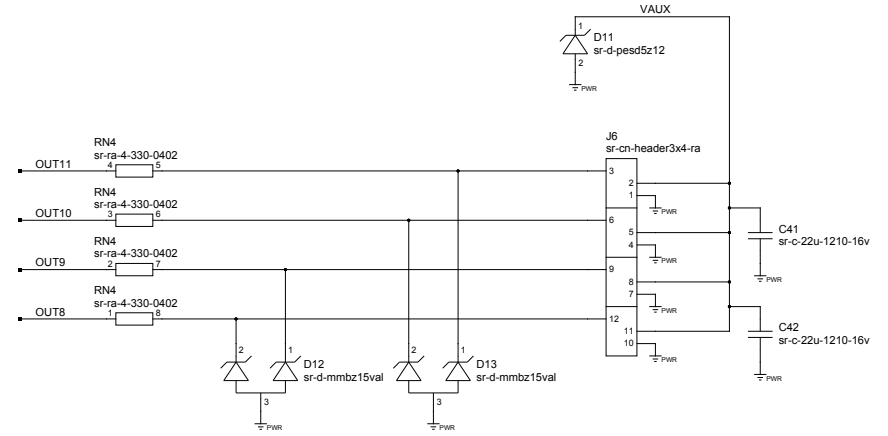 VAUX
1
D11
sr-d-pesd5z12
2
PWR
RN4
sr-ra-4-330-0402
OUT11
4
5
RN4
sr-ra-4-330-0402
OUT10
3
6
RN4
sr-ra-4-330-0402
OUT9
2
7
RN4
sr-ra-4-330-0402
OUT8
1
8
J6
sr-cn-header3x4-ra
3
2
1
PWR
6
5
4
PWR
9
8
7
PWR
12
11
10
PWR
C41
sr-c-22u-1210-16v
PWR
C42
sr-c-22u-1210-16v
PWR
2
1
D12
sr-d-mmbz15val
3
PWR
2
1
D13
sr-d-mmbz15val
3
PWR